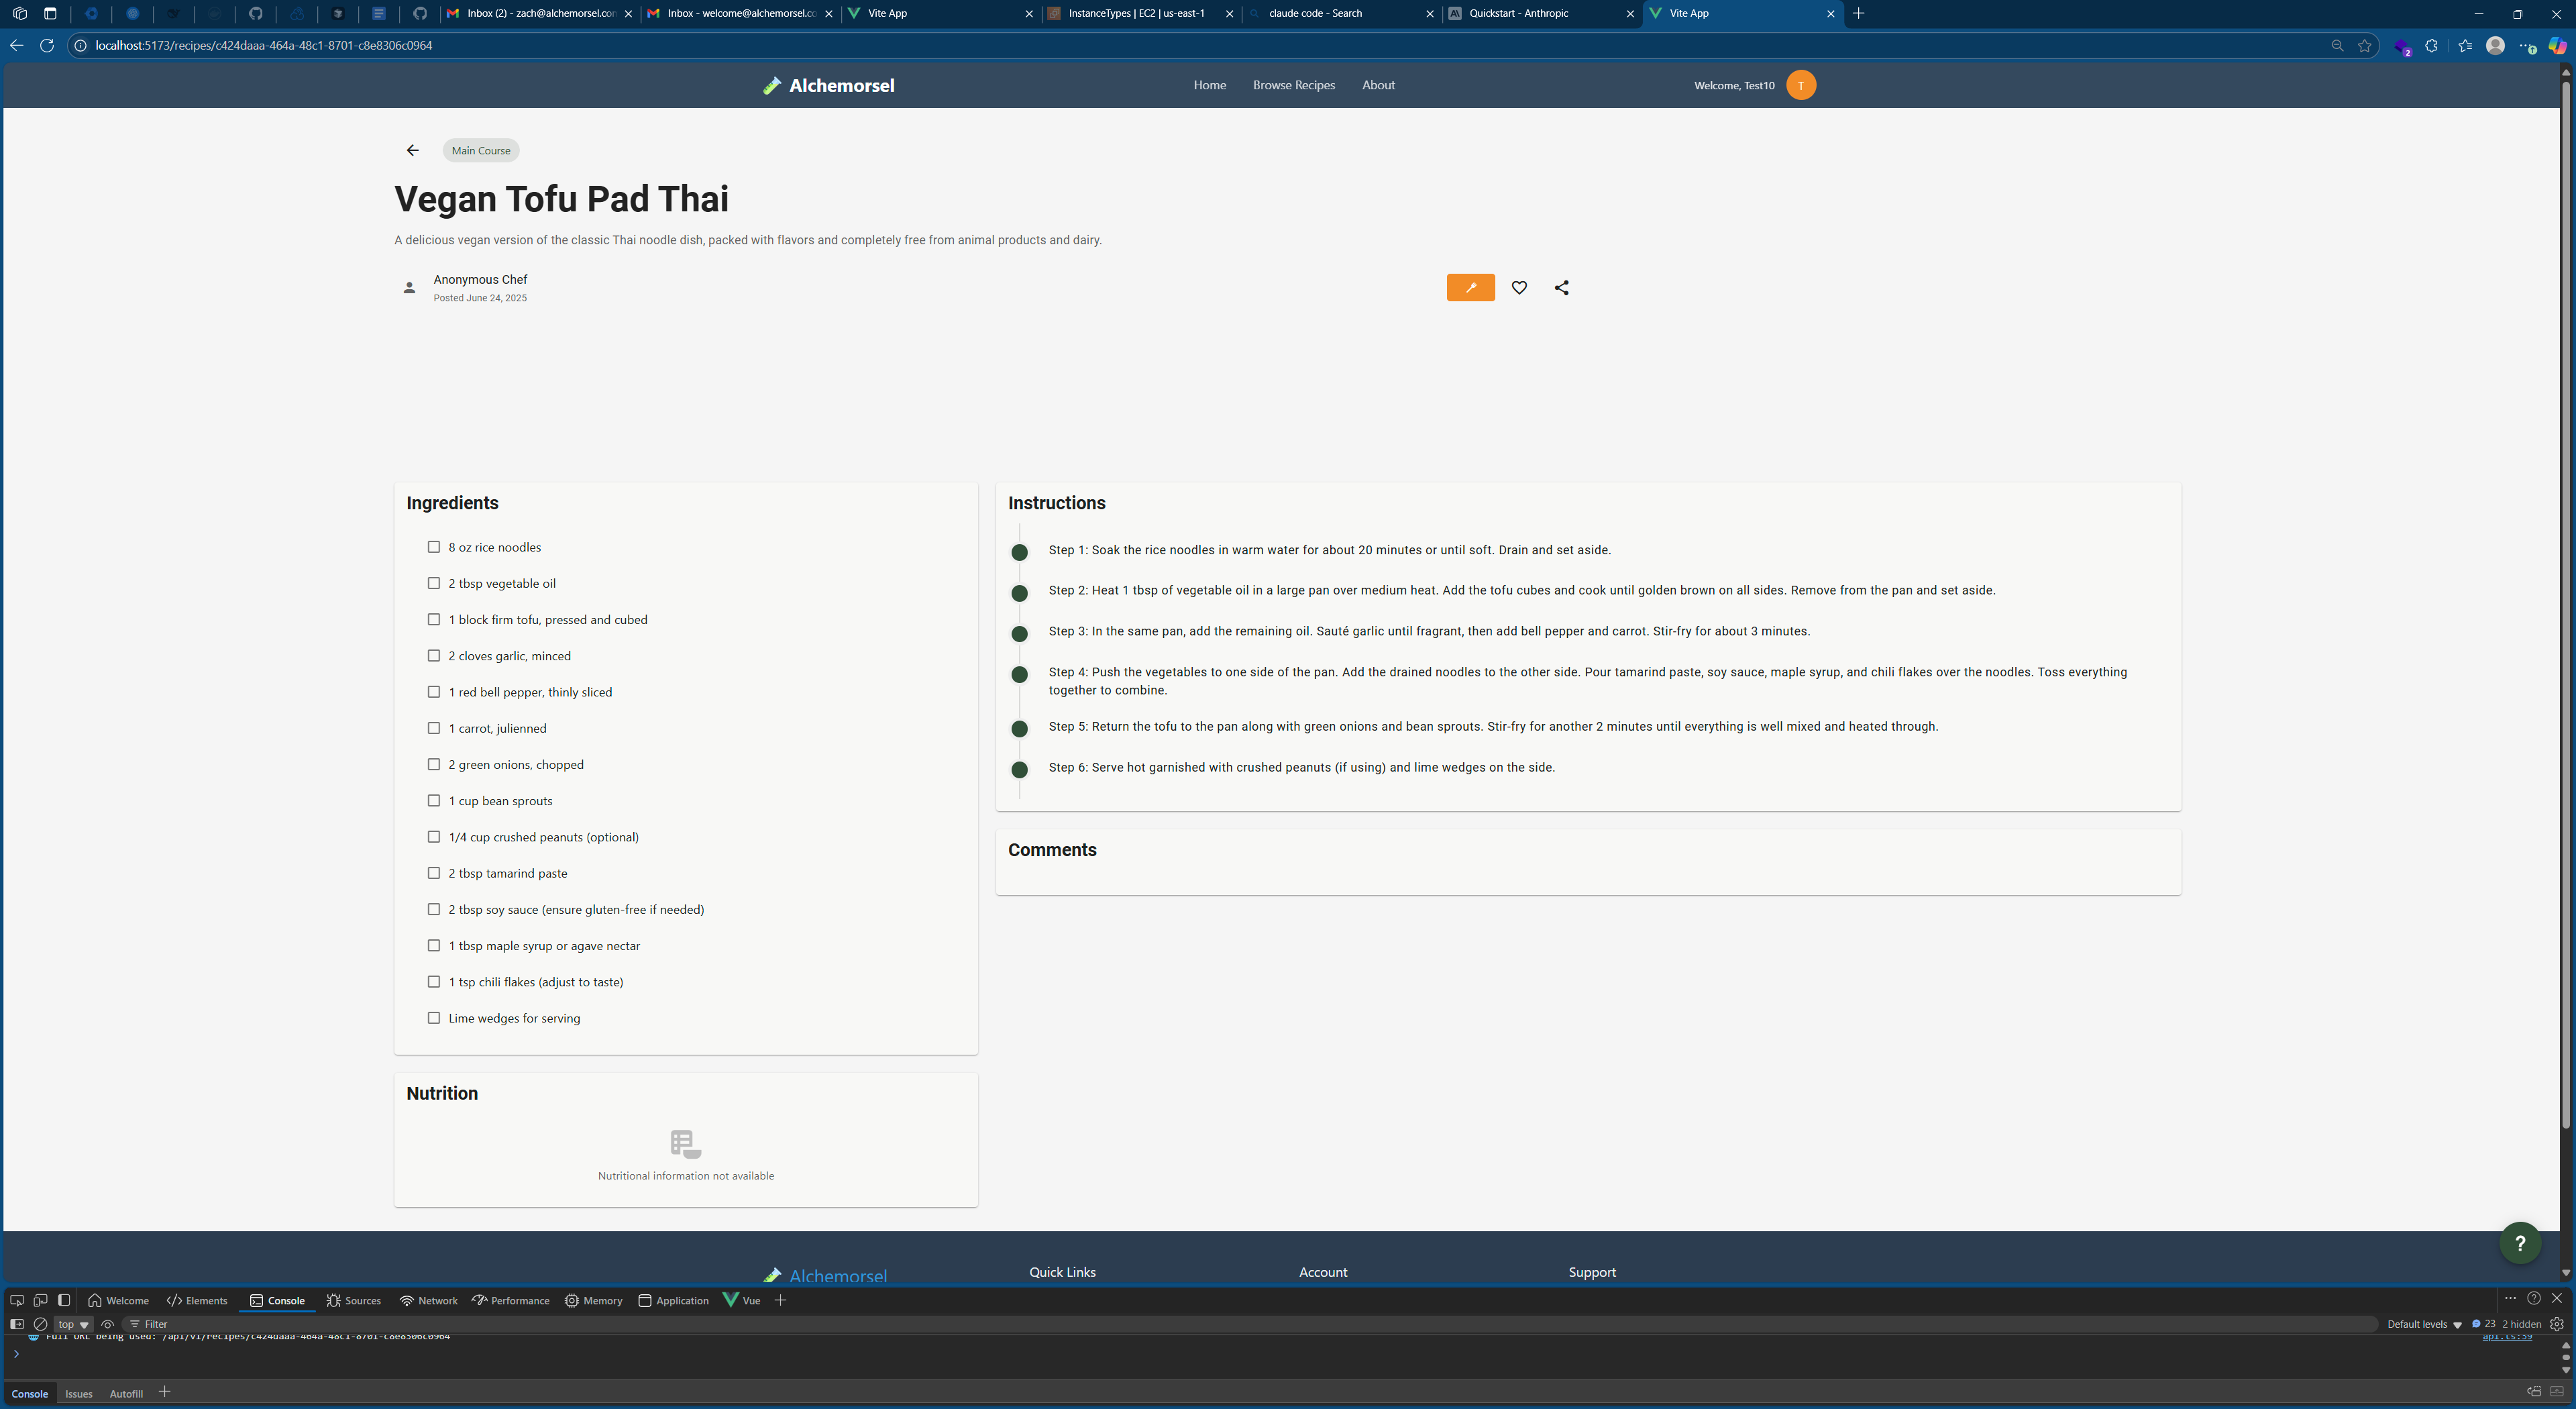 Inbox (2) - zach@alchemorsel.con
Inbox - welcome@alchemorsel.co
Vite App
InstanceTypes | EC2 | us-east-1
claude code - Search
Quickstart - Anthropic
Vite App
localhost:5173/recipes/c424daaa-464a-48c1-8701-c8e8306c0964
2
Alchemorsel
Home
Browse Recipes
About
Welcome, Test10
T
Main Course
Vegan Tofu Pad Thai
A delicious vegan version of the classic Thai noodle dish, packed with flavors and completely free from animal products and dairy.
Anonymous Chef
Posted June 24, 2025
Ingredients
8 oz rice noodles
2 tbsp vegetable oil
1 block firm tofu, pressed and cubed
2 cloves garlic, minced
1 red bell pepper, thinly sliced
1 carrot, julienned
2 green onions, chopped
1 cup bean sprouts
1/4 cup crushed peanuts (optional)
2 tbsp tamarind paste
2 tbsp soy sauce (ensure gluten-free if needed)
1 tbsp maple syrup or agave nectar
1 tsp chili flakes (adjust to taste)
Lime wedges for serving
Nutrition
Nutritional information not available
Instructions
Step 1: Soak the rice noodles in warm water for about 20 minutes or until soft. Drain and set aside.
Step 2: Heat 1 tbsp of vegetable oil in a large pan over medium heat. Add the tofu cubes and cook until golden brown on all sides. Remove from the pan and set aside.
Step 3: In the same pan, add the remaining oil. Sauté garlic until fragrant, then add bell pepper and carrot. Stir-fry for about 3 minutes.
Step 4: Push the vegetables to one side of the pan. Add the drained noodles to the other side. Pour tamarind paste, soy sauce, maple syrup, and chili flakes over the noodles. Toss everything
together to combine.
Step 5: Return the tofu to the pan along with green onions and bean sprouts. Stir-fry for another 2 minutes until everything is well mixed and heated through.
Step 6: Serve hot garnished with crushed peanuts (if using) and lime wedges on the side.
Comments
?
Alchemorsel
Quick Links
Account
Support
Welcome
Elements
Console
Sources
Network
Performance
Memory
Application
Vue
top
Filter
Default levels
23
2 hidden
Full URL being used: /api/v1/recipes/c424daaa-464a-48c1-8701-c8e8306c0964
api.ts:59
Console
Issues
Autofill